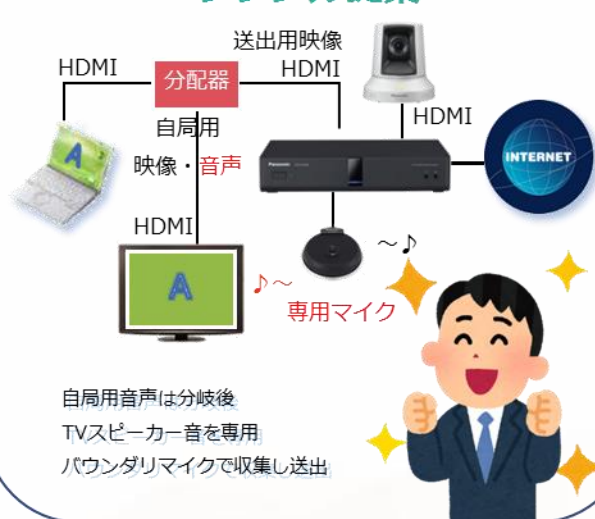 送出用映像
HDMI
分配器
HDMI
自局用
映像・音声
HDMI
Panasonic
INTERNET
HDMI
A
A
～♪
♪～
専用マイク
自局用音声は分岐後
TVスピーカー音を専用
バウンダリマイクで収集し送出